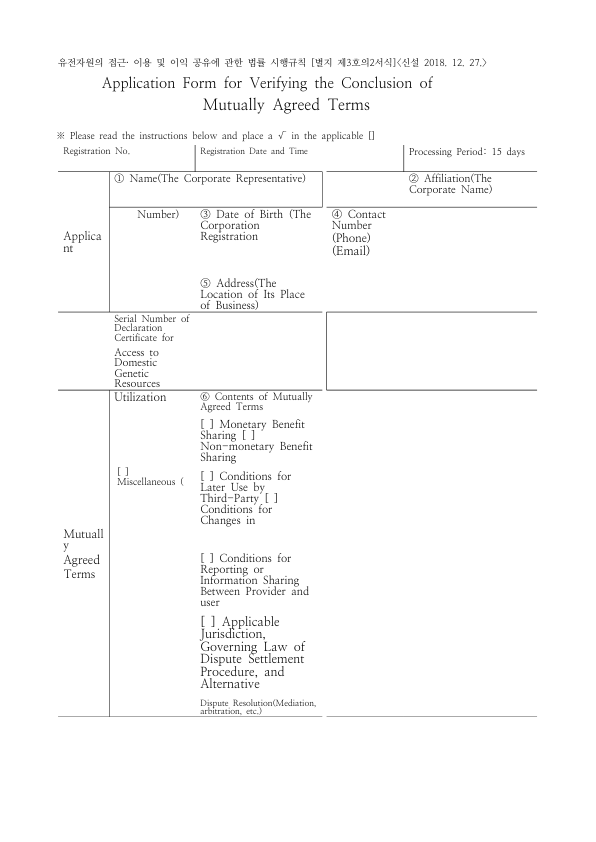 유전자원의 접근· 이용 및 이익 공유에 관한 법률 시행규칙 [별지 제3호의2서식]<신설 2018. 12. 27.>
Application Form for Verifying the Conclusion of
Mutually Agreed Terms
※ Please read the instructions below and place a √ in the applicable []
Registration No.
Registration Date and Time
Processing Period: 15 days
① Name(The Corporate Representative)
② Affiliation(The
Corporate Name)
Applica
nt
Number)
③ Date of Birth (The
Corporation
Registration
④ Contact
Number
(Phone)
(Email)
⑤ Address(The
Location of Its Place
of Business)
Serial Number of
Declaration
Certificate for
Access to
Domestic
Genetic
Resources
Mutuall
y
Agreed
Terms
Utilization
[ ]
Miscellaneous (
⑥ Contents of Mutually
Agreed Terms
[ ] Monetary Benefit
Sharing [ ]
Non-monetary Benefit
Sharing
[ ] Conditions for
Later Use by
Third-Party [ ]
Conditions for
Changes in
[ ] Conditions for
Reporting or
Information Sharing
Between Provider and
user
[ ] Applicable
Jurisdiction,
Governing Law of
Dispute Settlement
Procedure, and
Alternative
Dispute Resolution(Mediation,
arbitration, etc.)